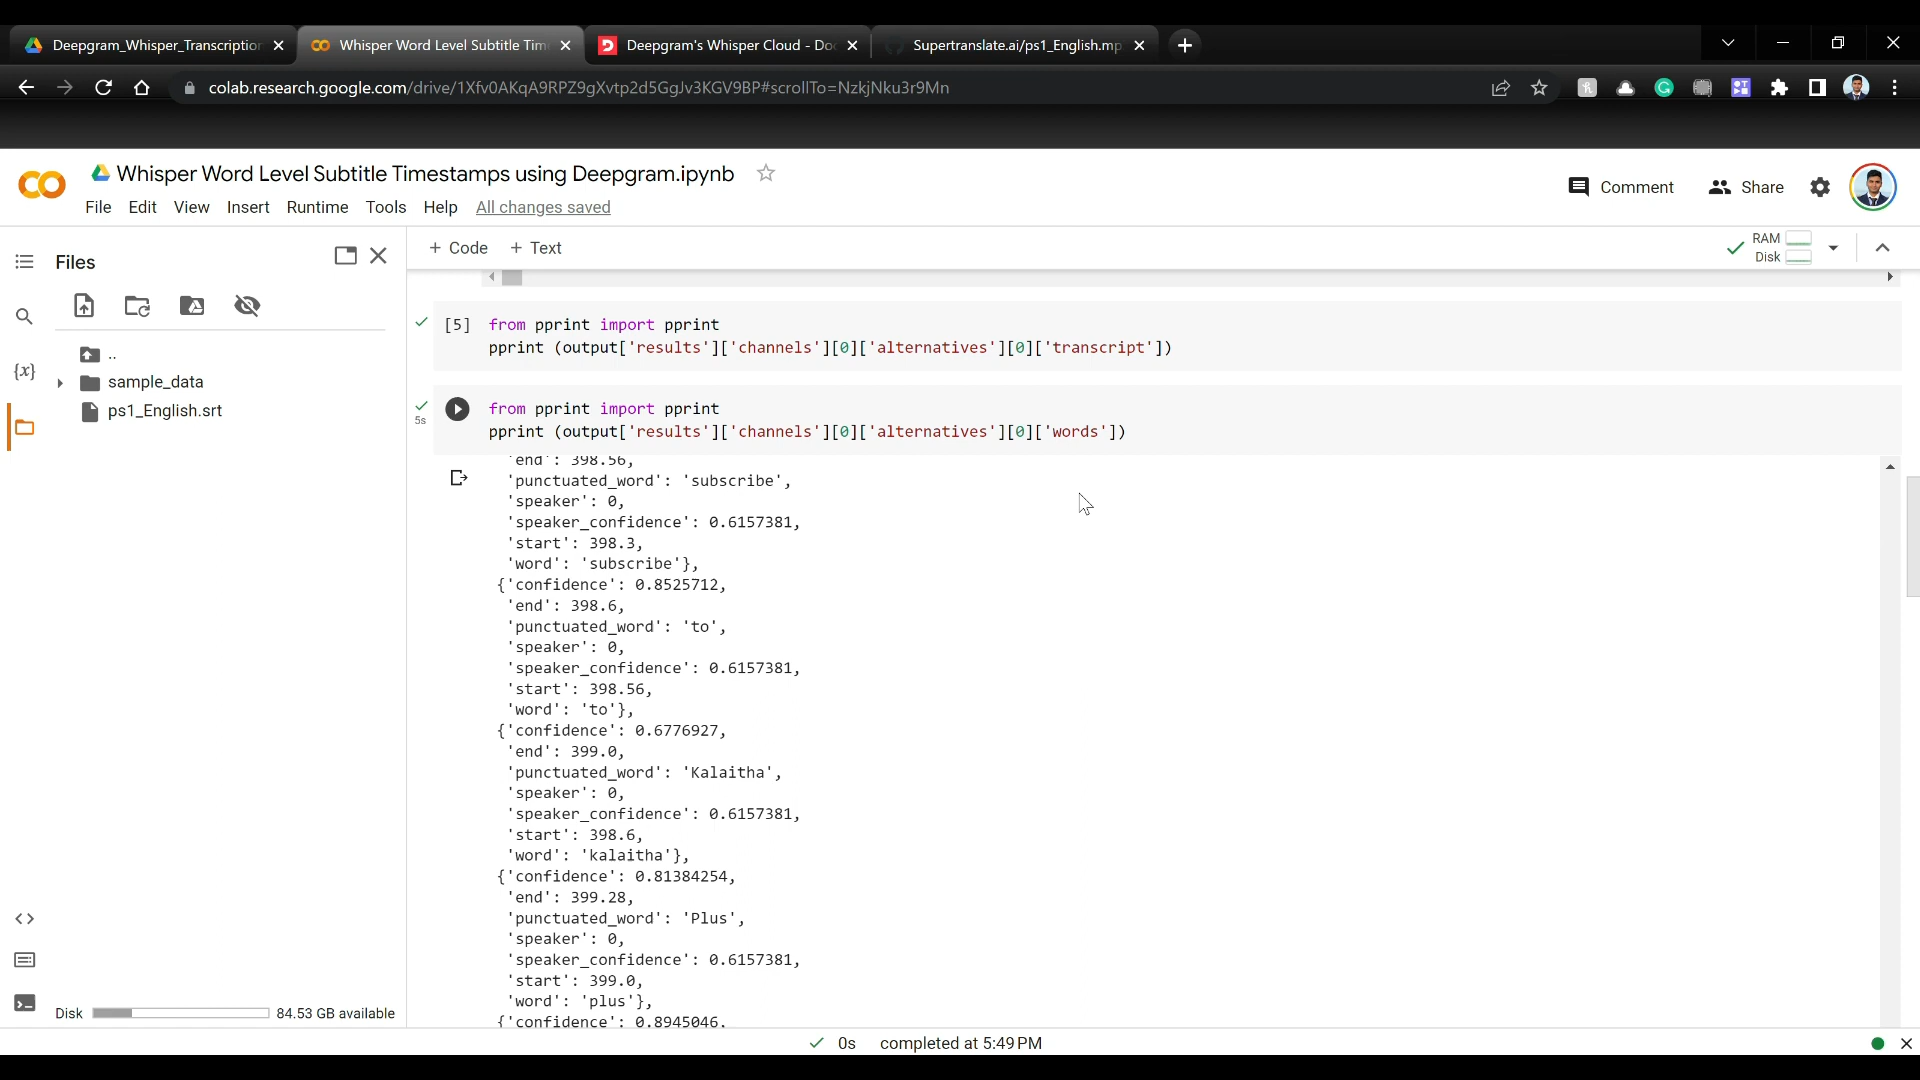 Deepgram_Whisper_Transcription
Whisper Word Level Subtitle Tim
Deepgram's Whisper Cloud - Do
Supertranslate.ai/ps1_English.mp
colab.research.google.com/drive/1Xfv0AKqA9RPZ9gXvtp2d5GgJv3KGV9BP#scrollTo=NzkjNku3r9Mn
Whisper Word Level Subtitle Timestamps using Deepgram.ipynb
File Edit View Insert Runtime Tools Help All changes saved
Comment
Share
Files
+ Code + Text
RAM
Disk
..
sample_data
ps1_English.srt
{x}
[5] from pprint import pprint
pprint (output['results']['channels'][0]['alternatives'][0]['transcript'])
5s
from pprint import pprint
pprint (output['results']['channels'][0]['alternatives'][0]['words'])
'end': 398.56,
'punctuated_word': 'subscribe',
'speaker': 0,
'speaker_confidence': 0.6157381,
'start': 398.3,
'word': 'subscribe'},
{'confidence': 0.8525712,
'end': 398.6,
'punctuated_word': 'to',
'speaker': 0,
'speaker_confidence': 0.6157381,
'start': 398.56,
'word': 'to'},
{'confidence': 0.6776927,
'end': 399.0,
'punctuated_word': 'Kalaitha',
'speaker': 0,
'speaker_confidence': 0.6157381,
'start': 398.6,
'word': 'kalaitha'},
{'confidence': 0.81384254,
'end': 399.28,
'punctuated_word': 'Plus',
'speaker': 0,
'speaker_confidence': 0.6157381,
'start': 399.0,
'word': 'plus'},
{'confidence': 0.8945046,
Disk 84.53 GB available
0s completed at 5:49 PM